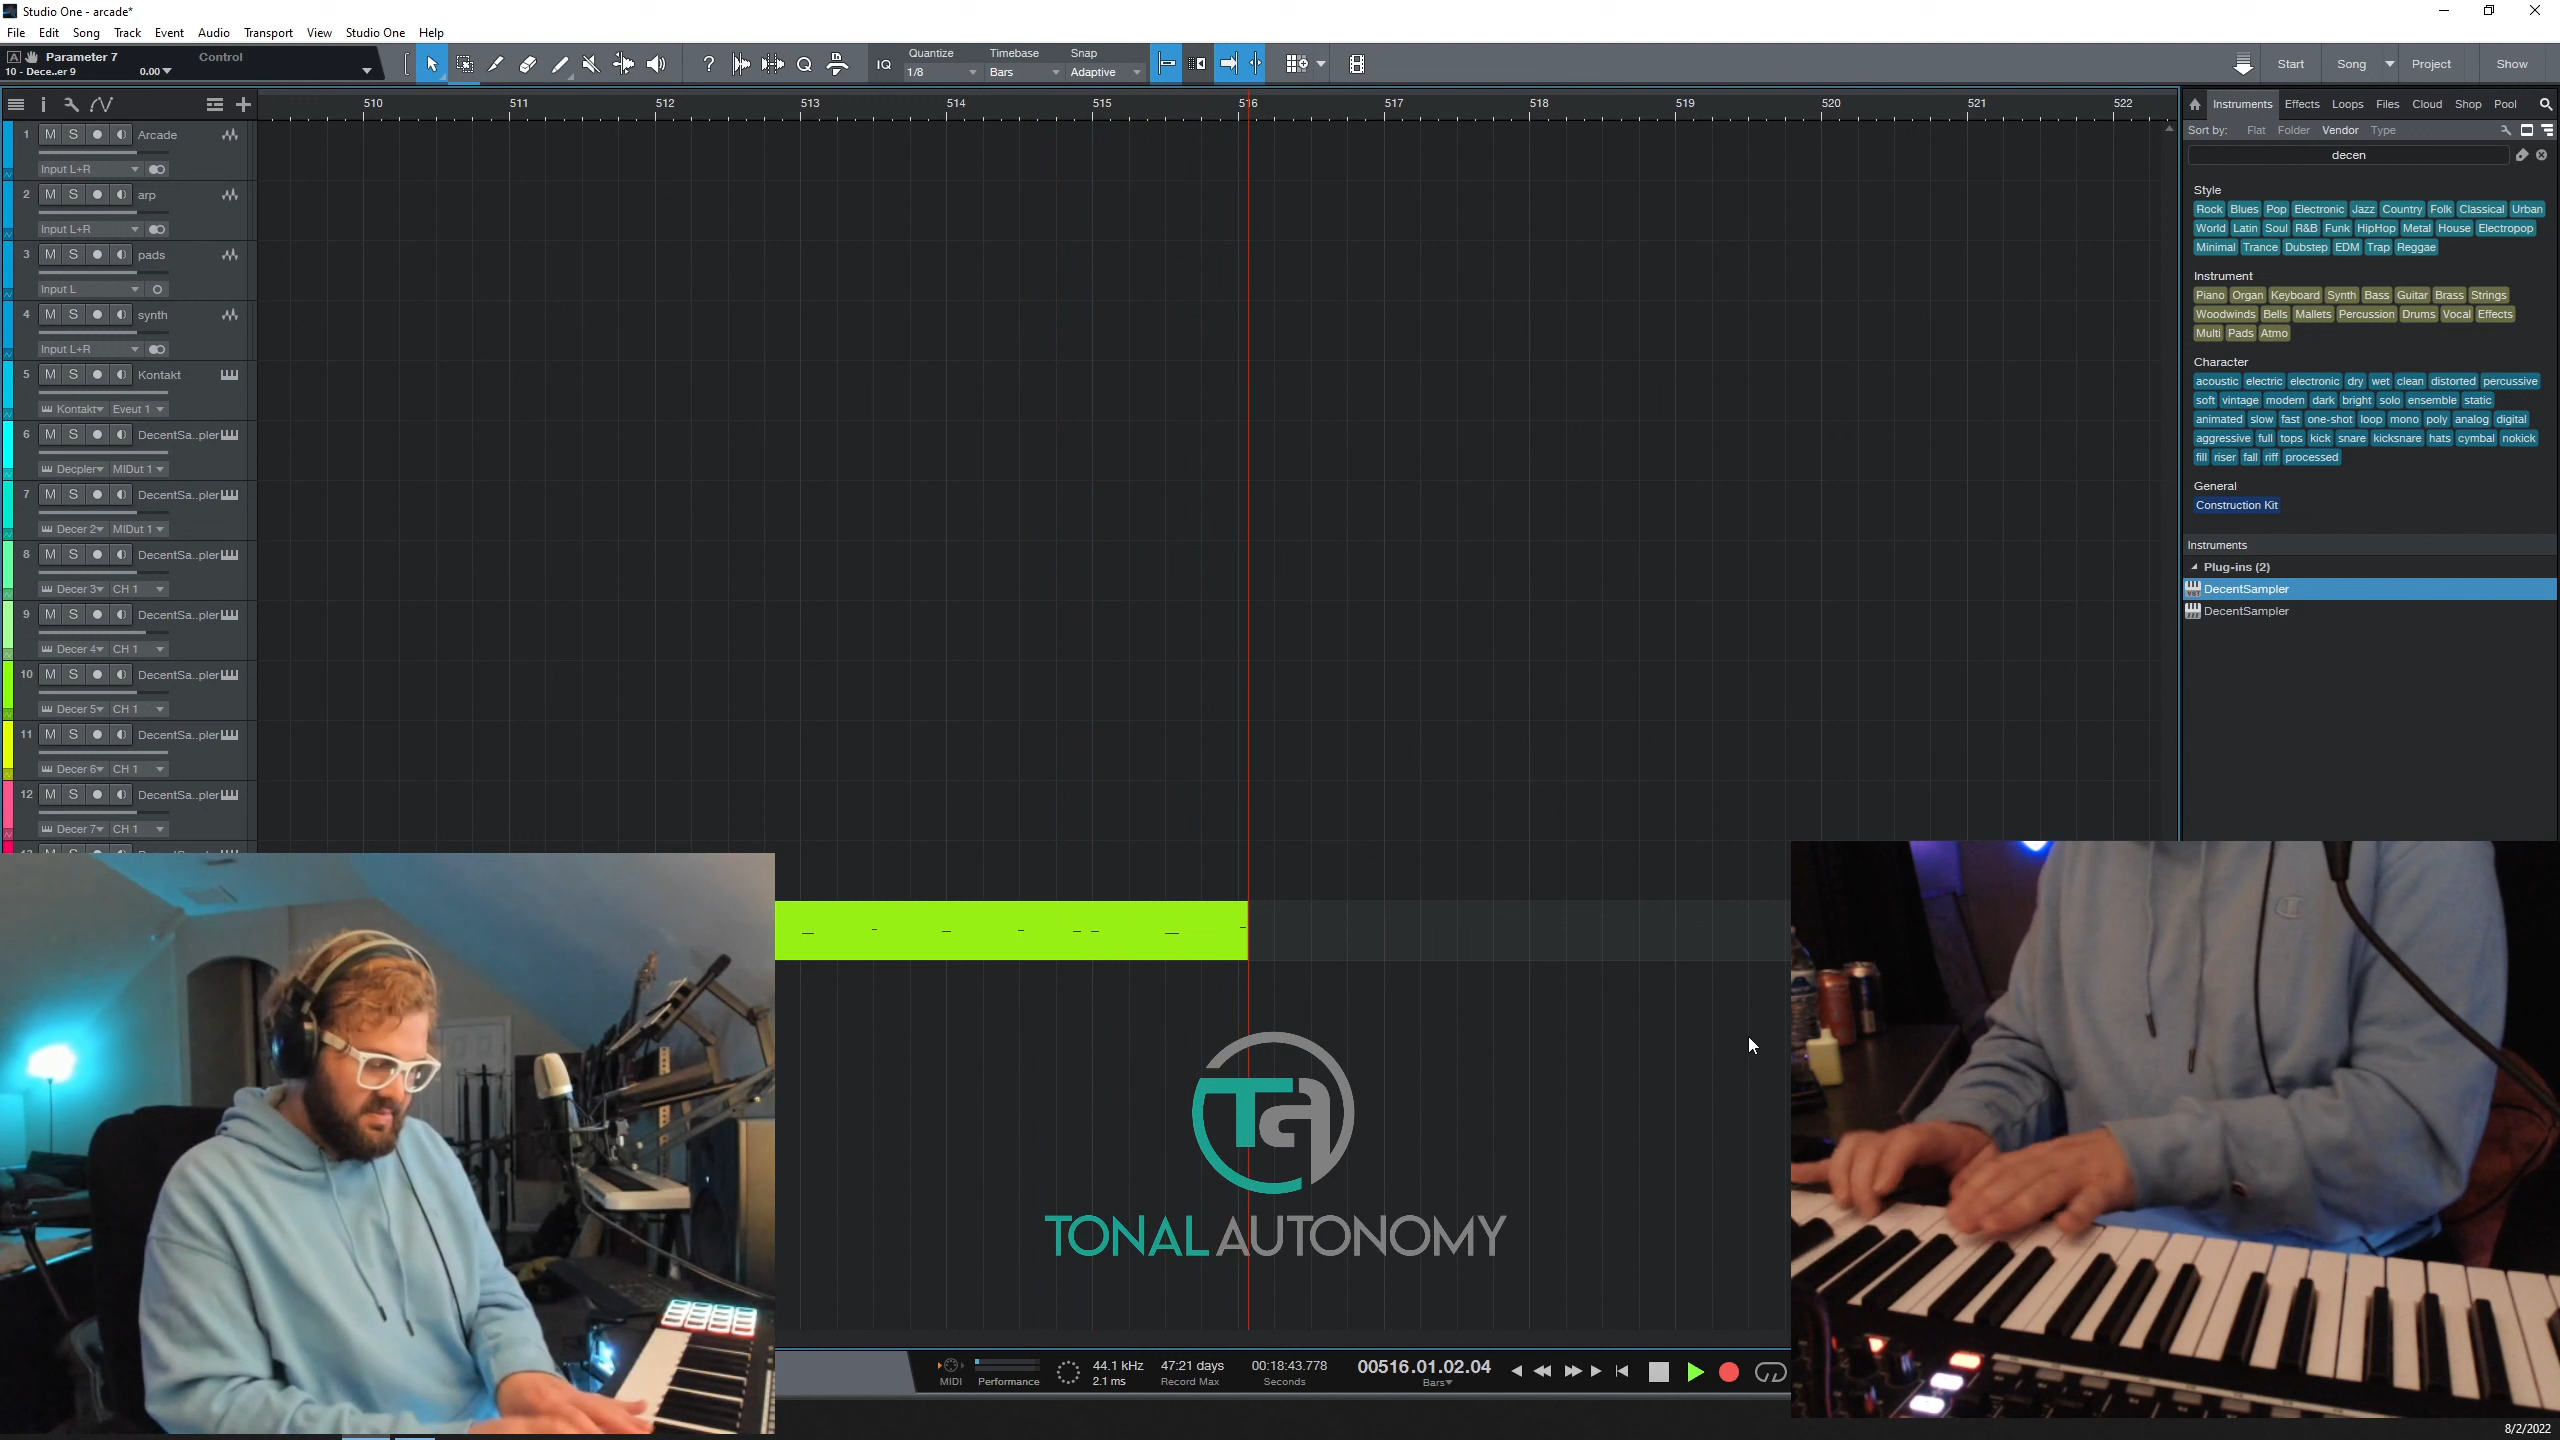 Studio One - arcade*
File Edit Song Track Event Audio Transport View Studio One Help
Parameter 7 Control
10 - Dece..er 9 0.00
IQ
Quantize Timebase Snap
1/8 Bars Adaptive
Start Song Project Show
510 511 512 513 514 515 516 517 518 519 520 521 522
1 M S Arcade
Input L+R
2 M S arp
Input L+R
3 M S pads
Input L
4 M S synth
Input L+R
5 M S Kontakt
Kontakt Eveut 1
6 M S DecentSa..pler
Decpler MIDut 1
7 M S DecentSa..pler
Decer 2 MIDut 1
8 M S DecentSa..pler
Decer 3 CH 1
9 M S DecentSa..pler
Decer 4 CH 1
10 M S DecentSa..pler
Decer 5 CH 1
11 M S DecentSa..pler
Decer 6 CH 1
12 M S DecentSa..pler
Decer 7 CH 1
Instruments Effects Loops Files Cloud Shop Pool
Sort by: Flat Folder Vendor Type
decen
Style
Rock Blues Pop Electronic Jazz Country Folk Classical Urban
World Latin Soul R&B Funk HipHop Metal House Electropop
Minimal Trance Dubstep EDM Trap Reggae
Instrument
Piano Organ Keyboard Synth Bass Guitar Brass Strings
Woodwinds Bells Mallets Percussion Drums Vocal Effects
Multi Pads Atmo
Character
acoustic electric electronic dry wet clean distorted percussive
soft vintage modern dark bright solo ensemble static
animated slow fast one-shot loop mono poly analog digital
aggressive full tops kick snare kicksnare hats cymbal nokick
fill riser fall riff processed
General
Construction Kit
Instruments
Plug-ins (2)
DecentSampler
DecentSampler
Ta
TONAL AUTONOMY
MIDI Performance
44.1 kHz
2.1 ms
47:21 days
Record Max
00:18:43.778
Seconds
00516.01.02.04
Bars
8/2/2022